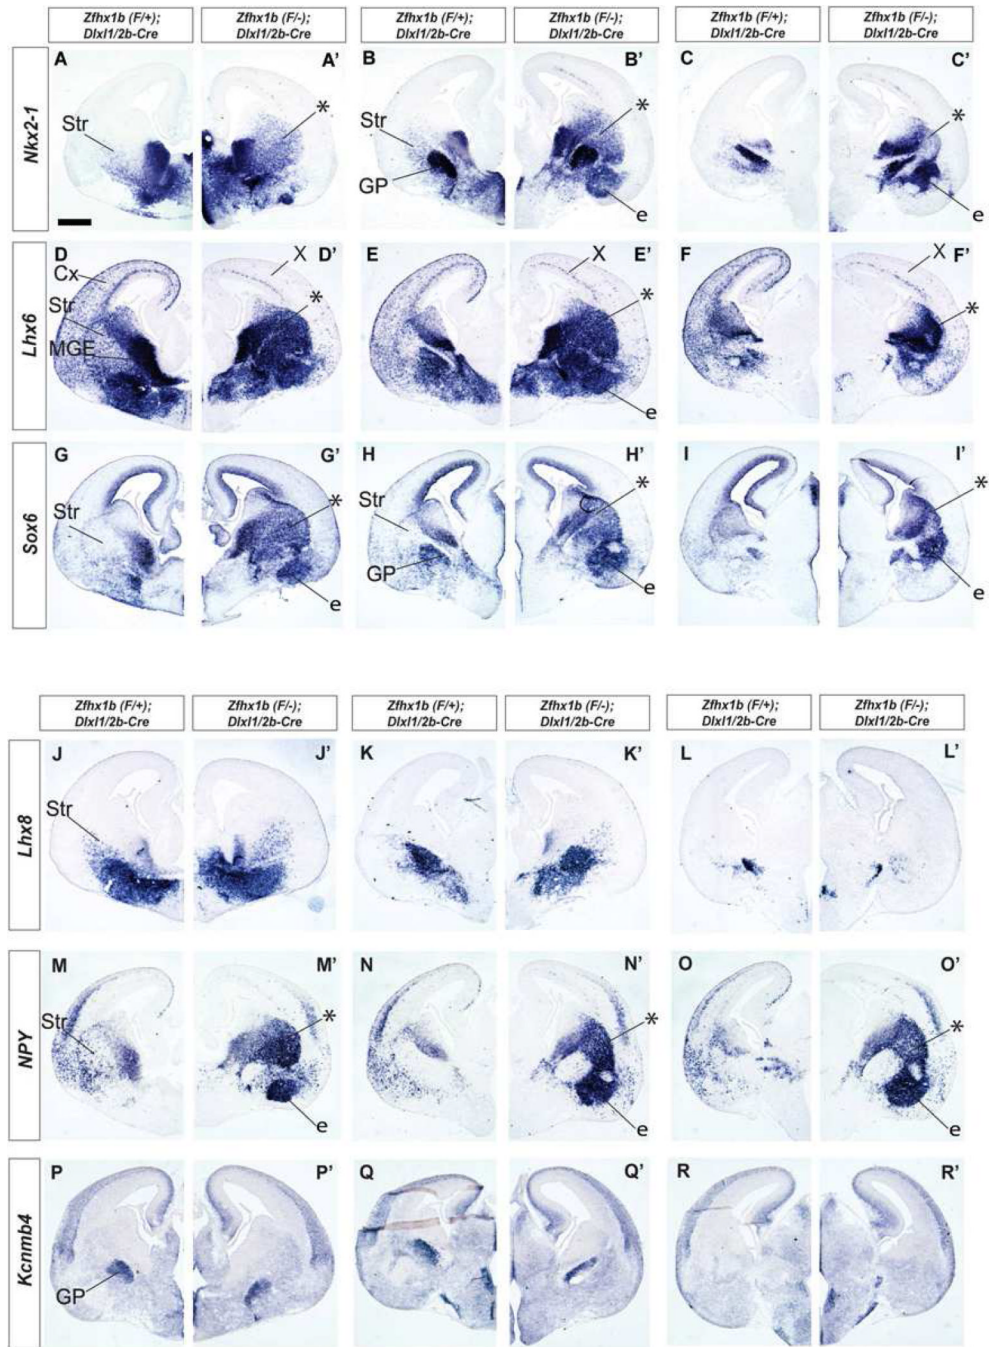 Zfhx1b (F/+); Zfhx1b (F/-); Zfhx1b (F/+); Zfhx1b (F/-); Zfhx1b (F/+); Zfhx1b (F/-);
Dlxl1/2b-Cre Dlxl1/2b-Cre Dlxl1/2b-Cre Dlxl1/2b-Cre Dlxl1/2b-Cre Dlxl1/2b-Cre
Nkx2-1
A A' B B' C C'
* * *
Str Str
GP
e e
Lhx6
D D' E E' F F'
Cx X X X
Str * * *
MGE
e
Sox6
G G' H H' I I'
* * *
Str Str
GP
e e e
Zfhx1b (F/+); Zfhx1b (F/-); Zfhx1b (F/+); Zfhx1b (F/-); Zfhx1b (F/+); Zfhx1b (F/-);
Dlxl1/2b-Cre Dlxl1/2b-Cre Dlxl1/2b-Cre Dlxl1/2b-Cre Dlxl1/2b-Cre Dlxl1/2b-Cre
Lhx8
J J' K K' L L'
Str
NPY
M M' N N' O O'
Str * * *
e e e
Kcnmb4
P P' Q Q' R R'
GP